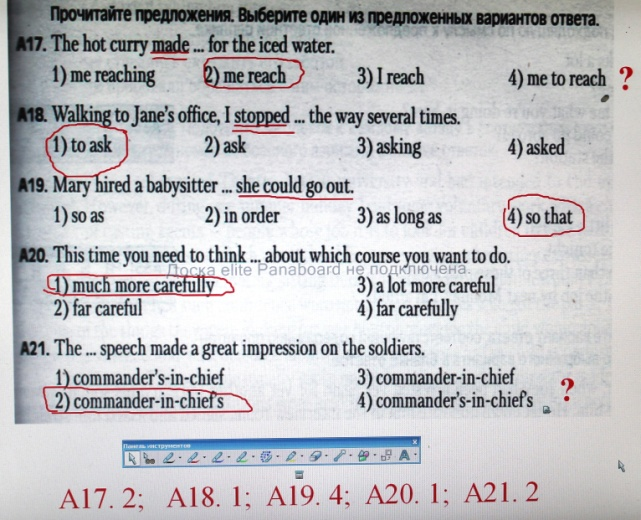 Прочитайте предложения. Выберите один из предложенных вариантов ответа.
A17. The hot curry made ... for the iced water.
1) me reaching 2) me reach 3) I reach 4) me to reach ?
A18. Walking to Jane's office, I stopped ... the way several times.
1) to ask 2) ask 3) asking 4) asked
A19. Mary hired a babysitter ... she could go out.
1) so as 2) in order 3) as long as 4) so that
A20. This time you need to think ... about which course you want to do.
Доска elite Panaboard не подключена.
1) much more carefully 3) a lot more careful
2) far careful 4) far carefully
A21. The ... speech made a great impression on the soldiers.
1) commander's-in-chief 3) commander-in-chief
2) commander-in-chief's 4) commander's-in-chief's ?
Панель инструментов
A17. 2; A18. 1; A19. 4; A20. 1; A21. 2